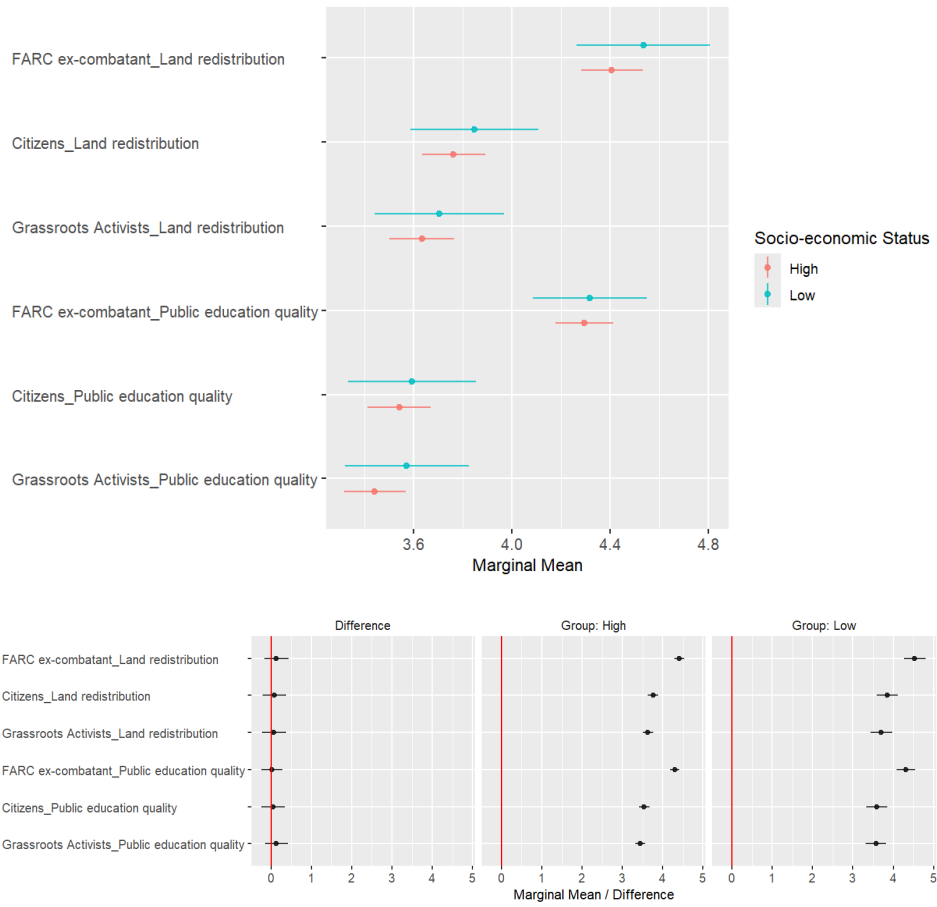 FARC ex-combatant_Land redistribution
Citizens_Land redistribution
Grassroots Activists_Land redistribution
FARC ex-combatant_Public education quality
Citizens_Public education quality
Grassroots Activists_Public education quality
3.6 4.0 4.4 4.8
Marginal Mean
Socio-economic Status
High
Low
Difference Group: High Group: Low
FARC ex-combatant_Land redistribution
Citizens_Land redistribution
Grassroots Activists_Land redistribution
FARC ex-combatant_Public education quality
Citizens_Public education quality
Grassroots Activists_Public education quality
0 1 2 3 4 5 0 1 2 3 4 5 0 1 2 3 4 5
Marginal Mean / Difference